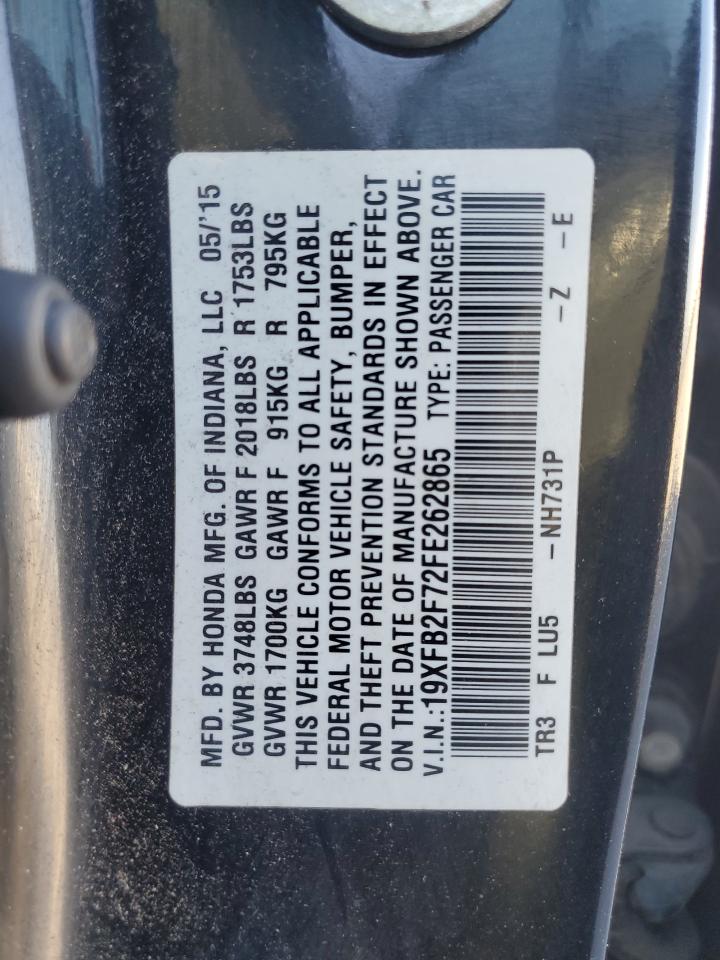 MFD. BY HONDA MFG. OF INDIANA, LLC 05/'15
GVWR 3748LBS GAWR F 2018LBS R 1753LBS
GVWR 1700KG GAWR F 915KG R 795KG
THIS VEHICLE CONFORMS TO ALL APPLICABLE
FEDERAL MOTOR VEHICLE SAFETY, BUMPER,
AND THEFT PREVENTION STANDARDS IN EFFECT
ON THE DATE OF MANUFACTURE SHOWN ABOVE.
V.I.N.:19XFB2F72FE262865 TYPE: PASSENGER CAR
TR3 F LU5 -NH731P -Z -E